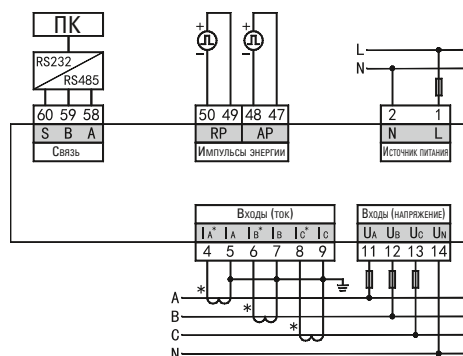 ПК
RS232
RS485
60 59 58
S B A
Связь
+
−
+
−
50 49 48 47
RP AP
Импульсы энергии
L
N
2 1
N L
Источник питания
Входы (ток)
IA* IA IB* IB IC* IC
4 5 6 7 8 9
Входы (напряжение)
UA UB UC UN
11 12 13 14
*
*
*
A
B
C
N